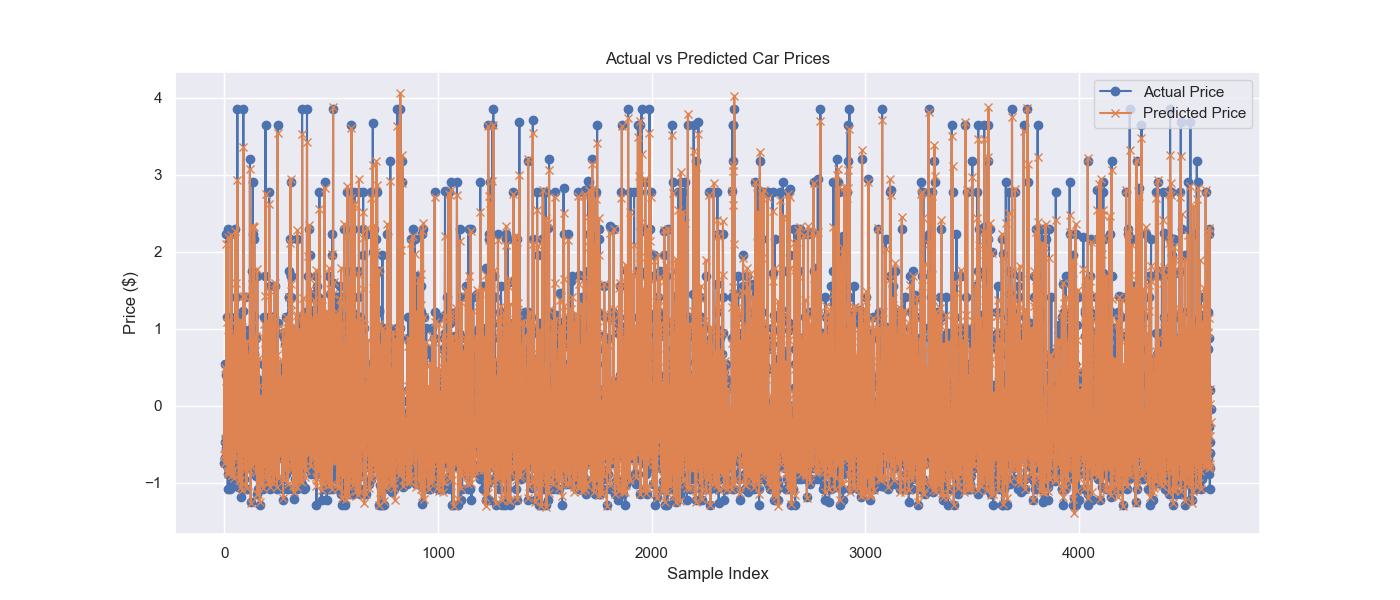 Actual vs Predicted Car Prices
Actual Price
Predicted Price
4
3
2
1
0
−1
Price ($)
0
1000
2000
3000
4000
Sample Index